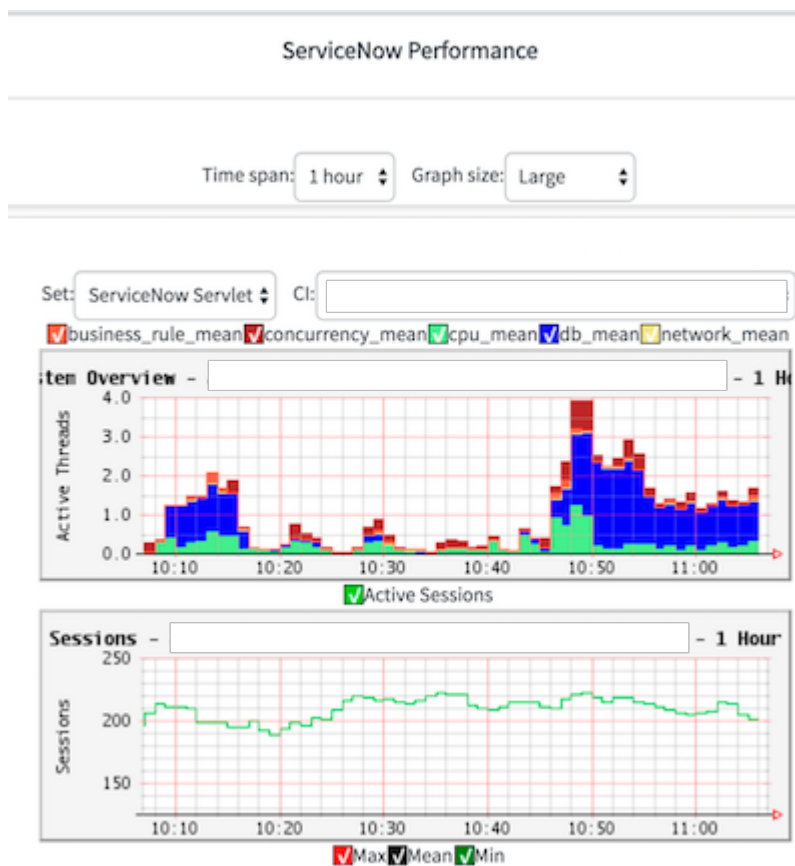 ServiceNow Performance
Time span: 1 hour Graph size: Large
Set: ServiceNow Servlet CI:
business_rule_mean concurrency_mean cpu_mean db_mean network_mean
tem Overview - - 1 H
4.0
3.0
2.0
1.0
0.0
Active Threads
10:10 10:20 10:30 10:40 10:50 11:00
Active Sessions
Sessions - - 1 Hour
250
200
150
Sessions
10:10 10:20 10:30 10:40 10:50 11:00
Max Mean Min